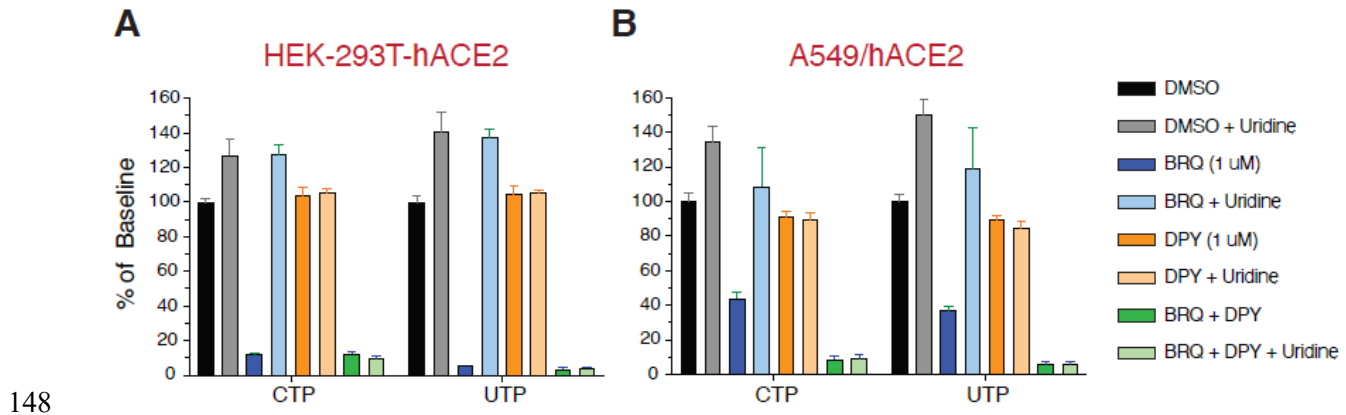 A
HEK-293T-hACE2
% of Baseline
160
140
120
100
80
60
40
20
0
CTP
UTP
B
A549/hACE2
160
140
120
100
80
60
40
20
0
CTP
UTP
DMSO
DMSO + Uridine
BRQ (1 uM)
BRQ + Uridine
DPY (1 uM)
DPY + Uridine
BRQ + DPY
BRQ + DPY + Uridine
148